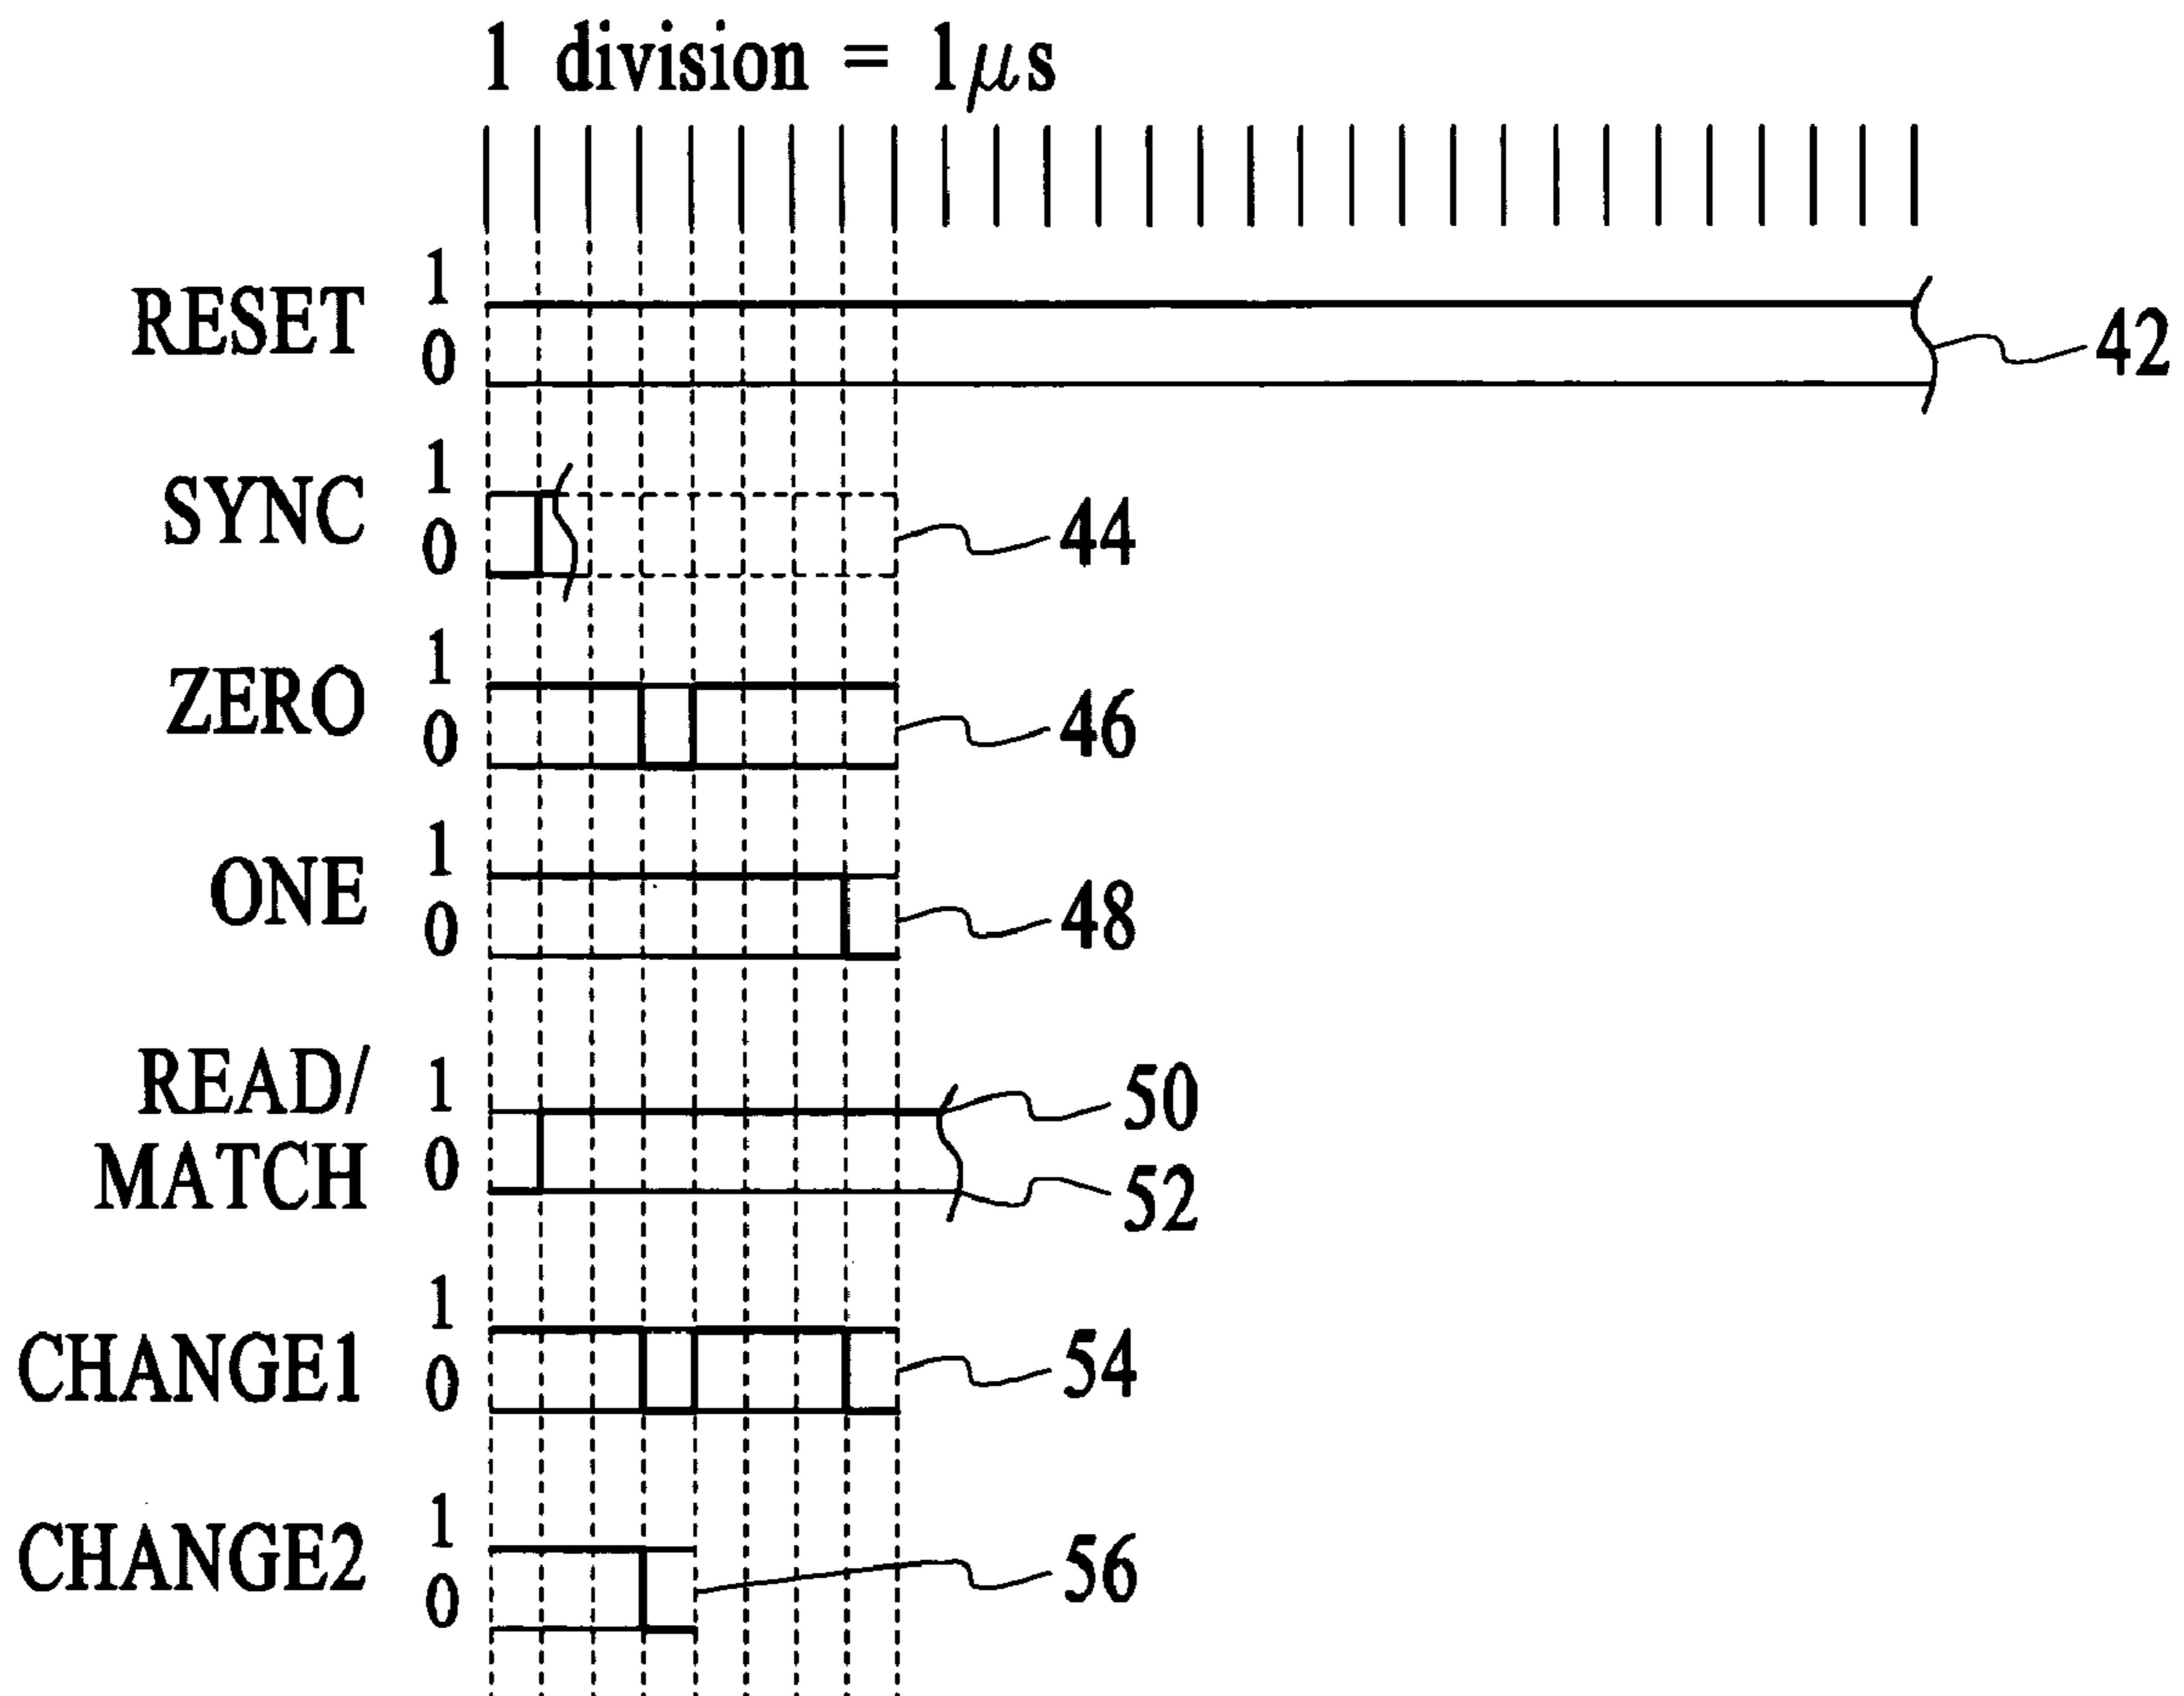 1 division = 1μs
RESET 1 0 42
SYNC 1 0 44
ZERO 1 0 46
ONE 1 0 48
READ/ 1 50
MATCH 0 52
CHANGE1 1 0 54
CHANGE2 1 0 56